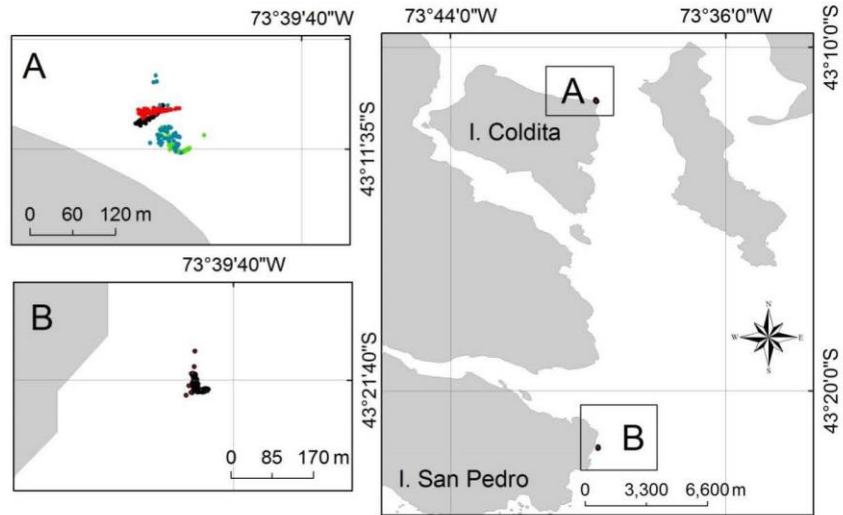 73°39'40"W
A
43°11'35"S
0 60 120 m
73°39'40"W
B
43°21'40"S
0 85 170 m
73°44'0"W 73°36'0"W
43°10'0"S
A
I. Coldita
N
W E
S
43°20'0"S
B
I. San Pedro
0 3,300 6,600 m